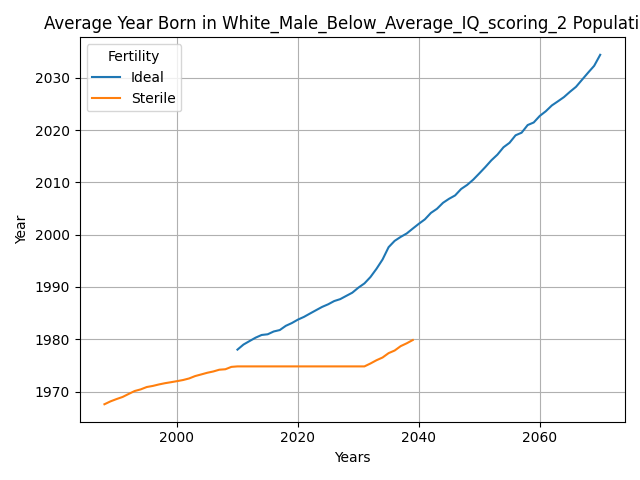 Average Year Born in White_Male_Below_Average_IQ_scoring_2 Populati
Fertility
Ideal
Sterile
2030
2020
2010
2000
1990
1980
1970
Year
2000 2020 2040 2060
Years